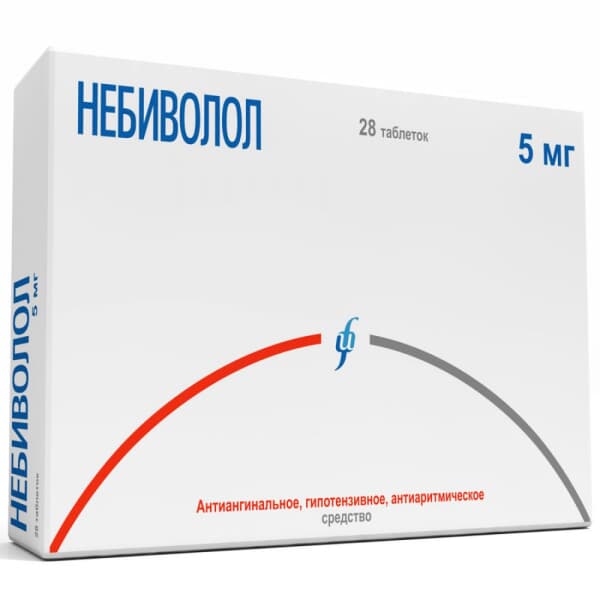 НЕБИВОЛОЛ
28 таблеток
5 мг
Антиангинальное, гипотензивное, антиаритмическое
средство
НЕБИВОЛОЛ
5 мг
28 таблеток